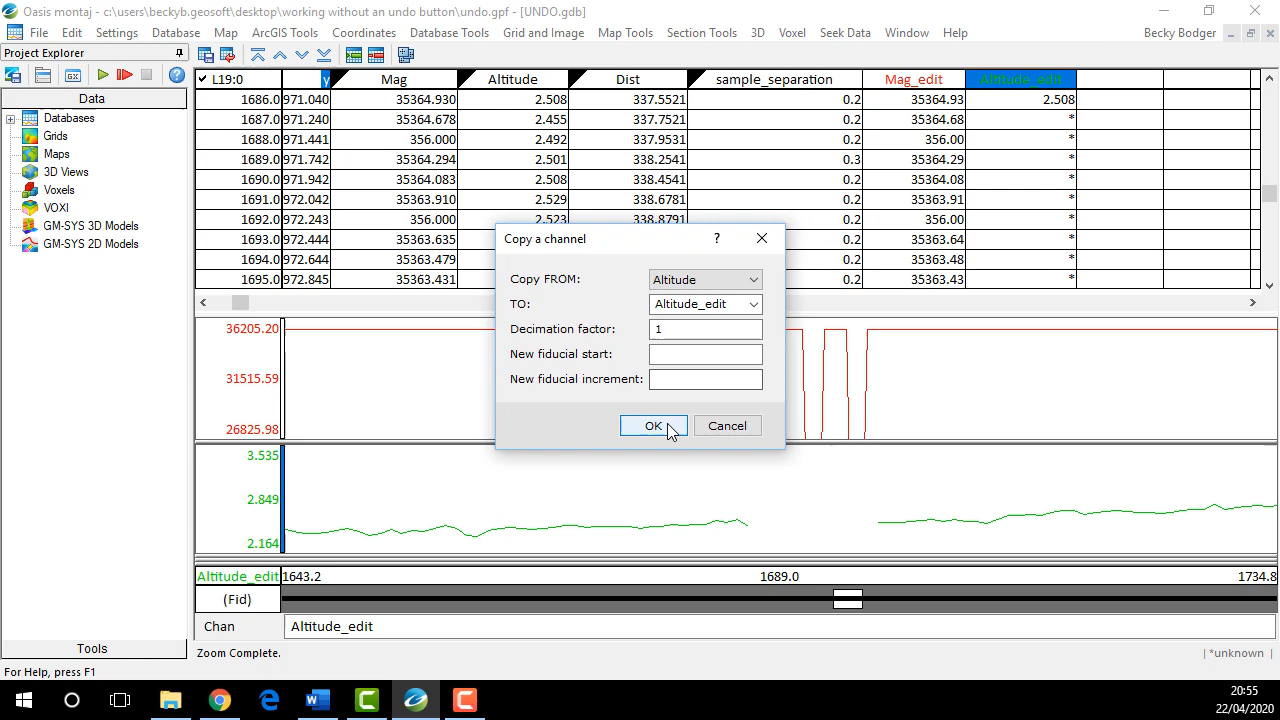 Oasis montaj - c:\users\beckyb.geosoft\desktop\working without an undo button\undo.gpf - [UNDO.gdb]
File Edit Settings Database Map ArcGIS Tools Coordinates Database Tools Grid and Image Map Tools Section Tools 3D Voxel Seek Data Window Help Becky Bodger
Project Explorer
Data
Databases
Grids
Maps
3D Views
Voxels
VOXI
GM-SYS 3D Models
GM-SYS 2D Models
Tools
L19:0 y Mag Altitude Dist sample_separation Mag_edit Altitude_edit
1686.0 971.040 35364.930 2.508 337.5521 0.2 35364.93 2.508
1687.0 971.240 35364.678 2.455 337.7521 0.2 35364.68 *
1688.0 971.441 356.000 2.492 337.9531 0.2 356.00 *
1689.0 971.742 35364.294 2.501 338.2541 0.3 35364.29 *
1690.0 971.942 35364.083 2.508 338.4541 0.2 35364.08 *
1691.0 972.042 35363.910 2.529 338.6781 0.2 35363.91 *
1692.0 972.243 356.000 2.523 338.8791 0.2 356.00 *
1693.0 972.444 35363.635 0.2 35363.64 *
1694.0 972.644 35363.479 0.2 35363.48 *
1695.0 972.845 35363.431 0.2 35363.43 *
Copy a channel ?
Copy FROM: Altitude
TO: Altitude_edit
Decimation factor: 1
New fiducial start:
New fiducial increment:
OK Cancel
36205.20
31515.59
26825.98
3.535
2.849
2.164
Altitude_edit 1643.2 1689.0 1734.8
(Fid)
Chan Altitude_edit
Zoom Complete. |*unknown |
For Help, press F1
20:55
22/04/2020